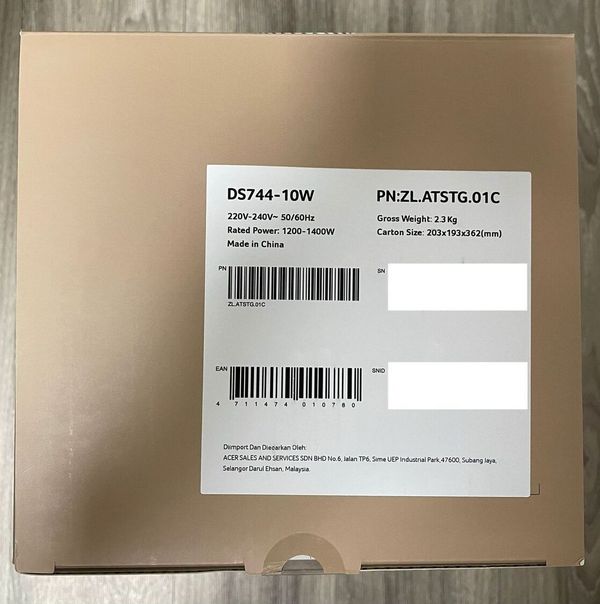 DS744-10W
PN:ZL.ATSTG.01C
220V-240V~ 50/60Hz
Gross Weight: 2.3 Kg
Rated Power: 1200-1400W
Carton Size: 203x193x362(mm)
Made in China
PN
SN
ZL.ATSTG.01C
EAN
SNID
4 711474 010780
Diimport Dan Diedarkan Oleh:
ACER SALES AND SERVICES SDN BHD No.6, Jalan TP6, Sime UEP Industrial Park,47600, Subang Jaya,
Selangor Darul Ehsan, Malaysia.